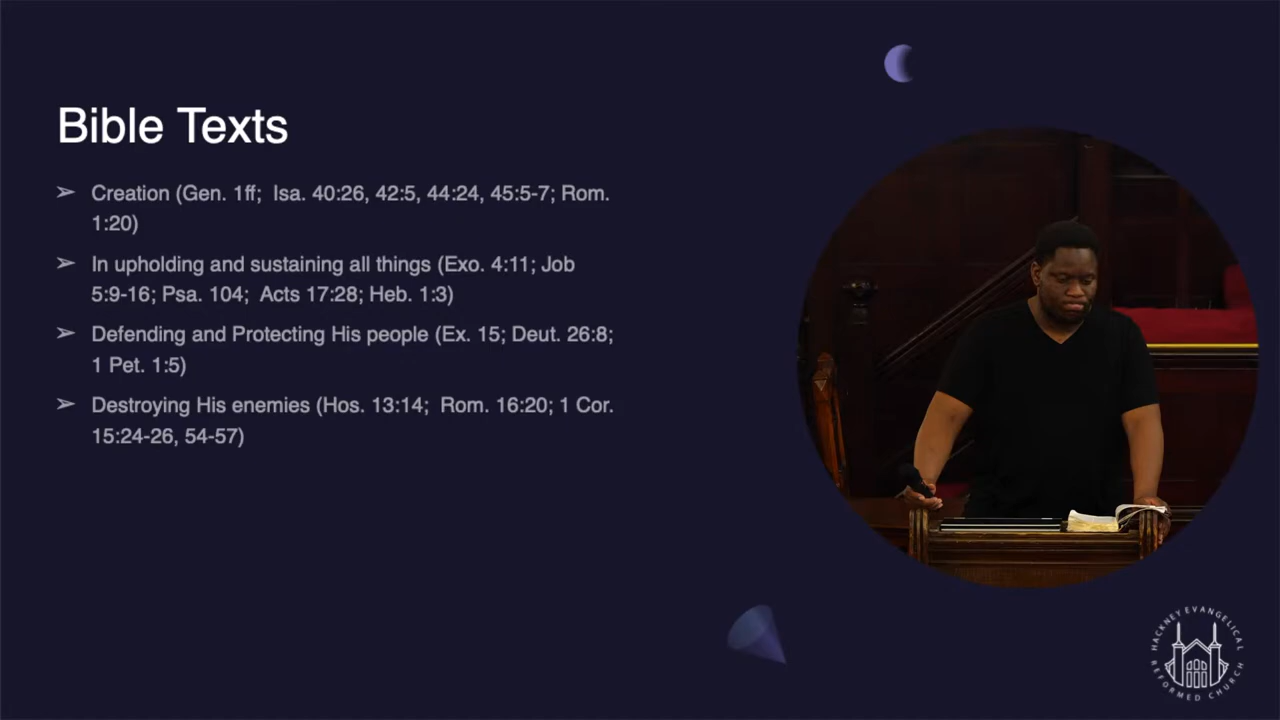 Bible Texts
➢ Creation (Gen. 1ff;  Isa. 40:26, 42:5, 44:24, 45:5-7; Rom.
1:20)
➢ In upholding and sustaining all things (Exo. 4:11; Job
5:9-16; Psa. 104;  Acts 17:28; Heb. 1:3)
➢ Defending and Protecting His people (Ex. 15; Deut. 26:8;
1 Pet. 1:5)
➢ Destroying His enemies (Hos. 13:14;  Rom. 16:20; 1 Cor.
15:24-26, 54-57)
HACKNEY EVANGELICAL
REFORMED CHURCH